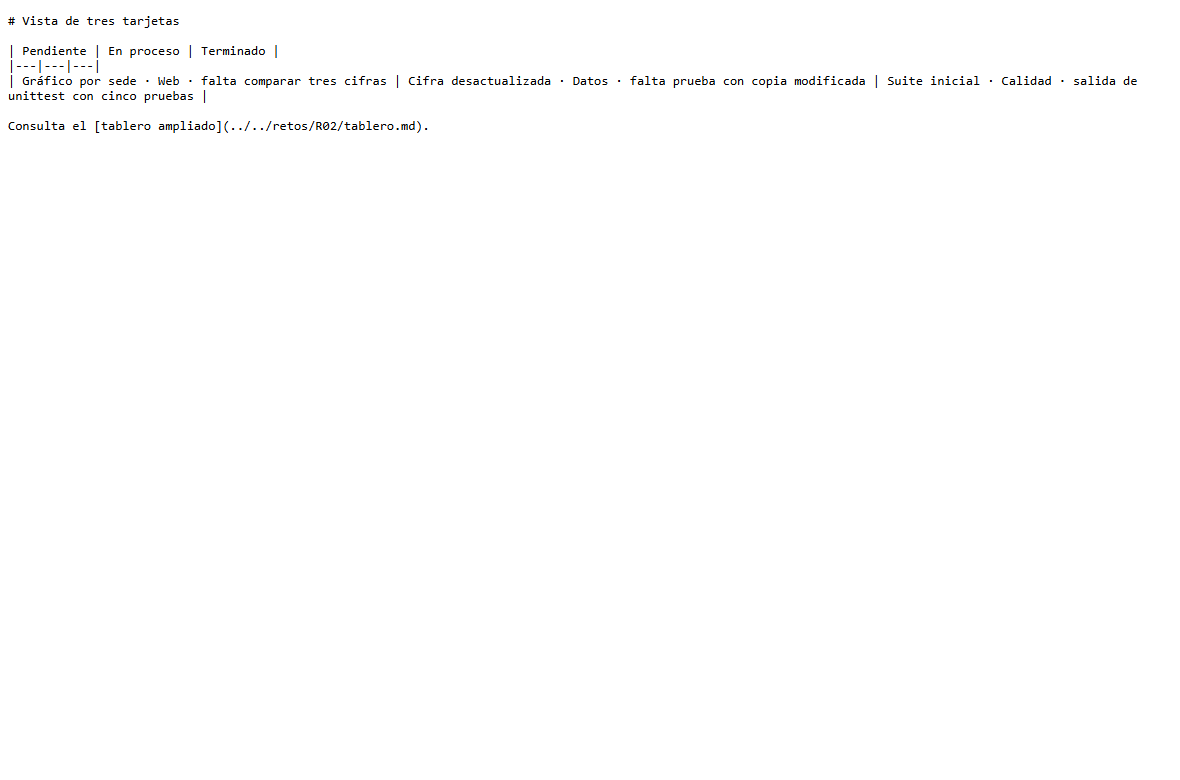 # Vista de tres tarjetas
| Pendiente | En proceso | Terminado |
|---|---|---|
| Gráfico por sede · Web · falta comparar tres cifras | Cifra desactualizada · Datos · falta prueba con copia modificada | Suite inicial · Calidad · salida de
unittest con cinco pruebas |
Consulta el [tablero ampliado](../../retos/R02/tablero.md).